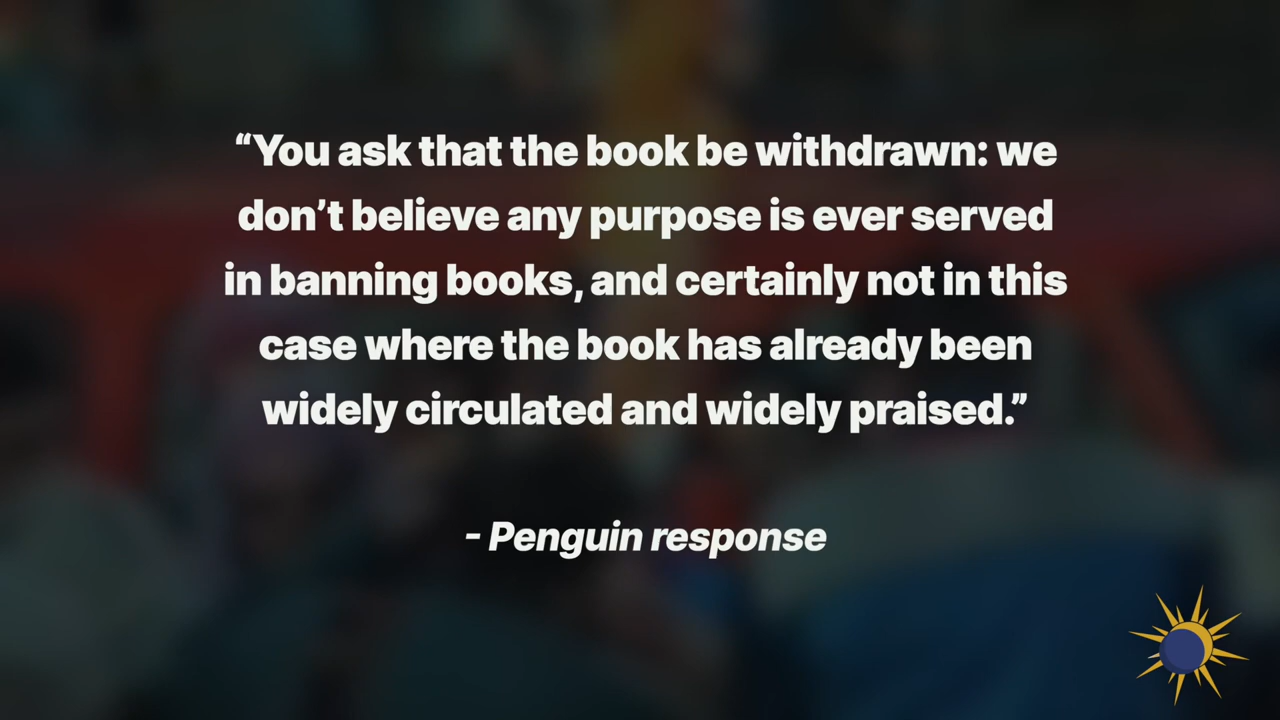 “You ask that the book be withdrawn: we
don’t believe any purpose is ever served
in banning books, and certainly not in this
case where the book has already been
widely circulated and widely praised.”
- Penguin response